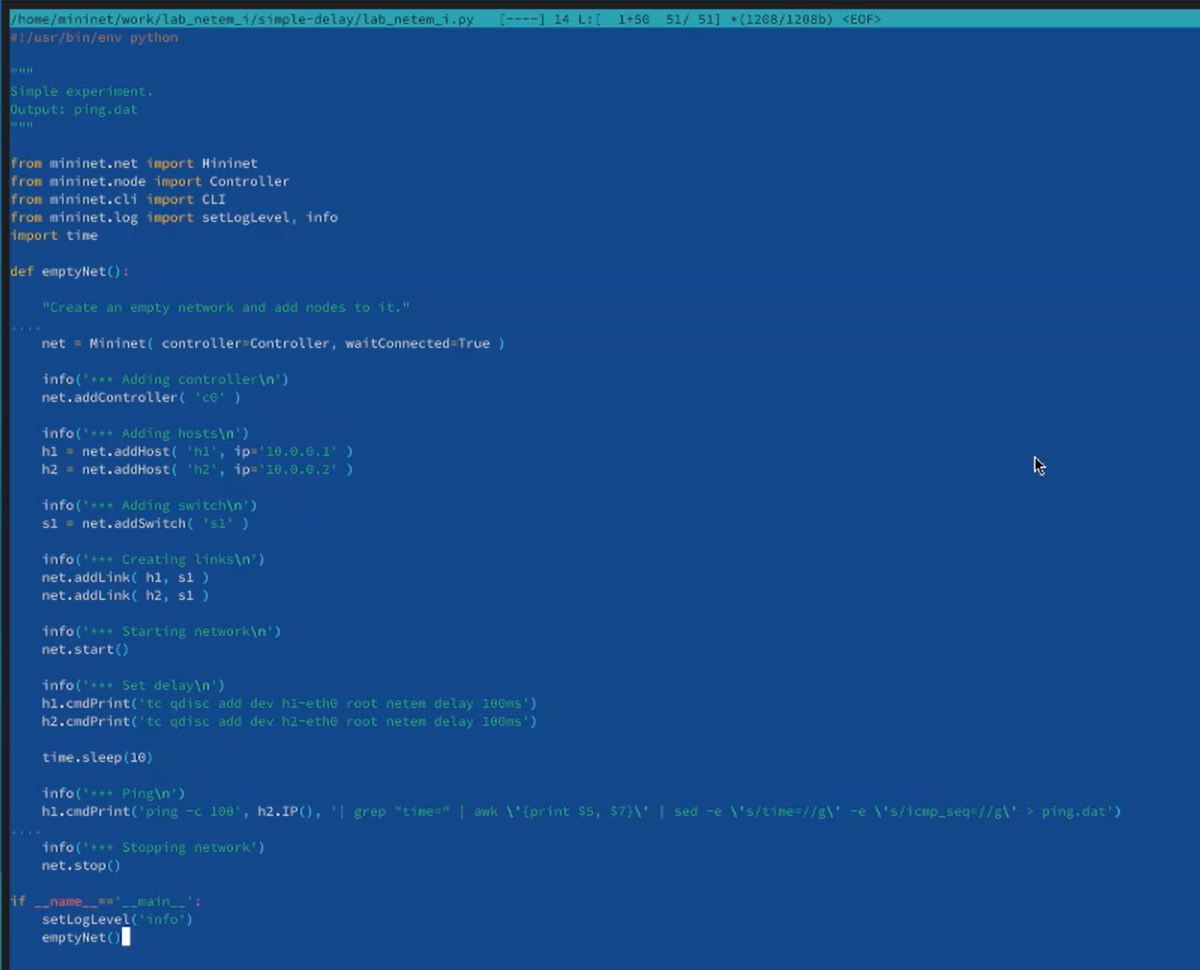 /home/mininet/work/lab_netem_i/simple-delay/lab_netem_i.py [----] 14 L:[ 1+50 51/ 51] *(1208/1208b) <EOF>
#!/usr/bin/env python
"""
Simple experiment.
Output: ping.dat
"""
from mininet.net import Mininet
from mininet.node import Controller
from mininet.cli import CLI
from mininet.log import setLogLevel, info
import time
def emptyNet():
"Create an empty network and add nodes to it."
....
net = Mininet( controller=Controller, waitConnected=True )
info('*** Adding controller\n')
net.addController( 'c0' )
info('*** Adding hosts\n')
h1 = net.addHost( 'h1', ip='10.0.0.1' )
h2 = net.addHost( 'h2', ip='10.0.0.2' )
info('*** Adding switch\n')
s1 = net.addSwitch( 's1' )
info('*** Creating links\n')
net.addLink( h1, s1 )
net.addLink( h2, s1 )
info('*** Starting network\n')
net.start()
info('*** Set delay\n')
h1.cmdPrint('tc qdisc add dev h1-eth0 root netem delay 100ms')
h2.cmdPrint('tc qdisc add dev h2-eth0 root netem delay 100ms')
time.sleep(10)
info('*** Ping\n')
h1.cmdPrint('ping -c 100', h2.IP(), '| grep "time=" | awk \'{print $5, $7}\' | sed -e \'s/time=//g\' -e \'s/icmp_seq=//g\' > ping.dat')
....
info('*** Stopping network')
net.stop()
if __name__=='__main__':
setLogLevel('info')
emptyNet()